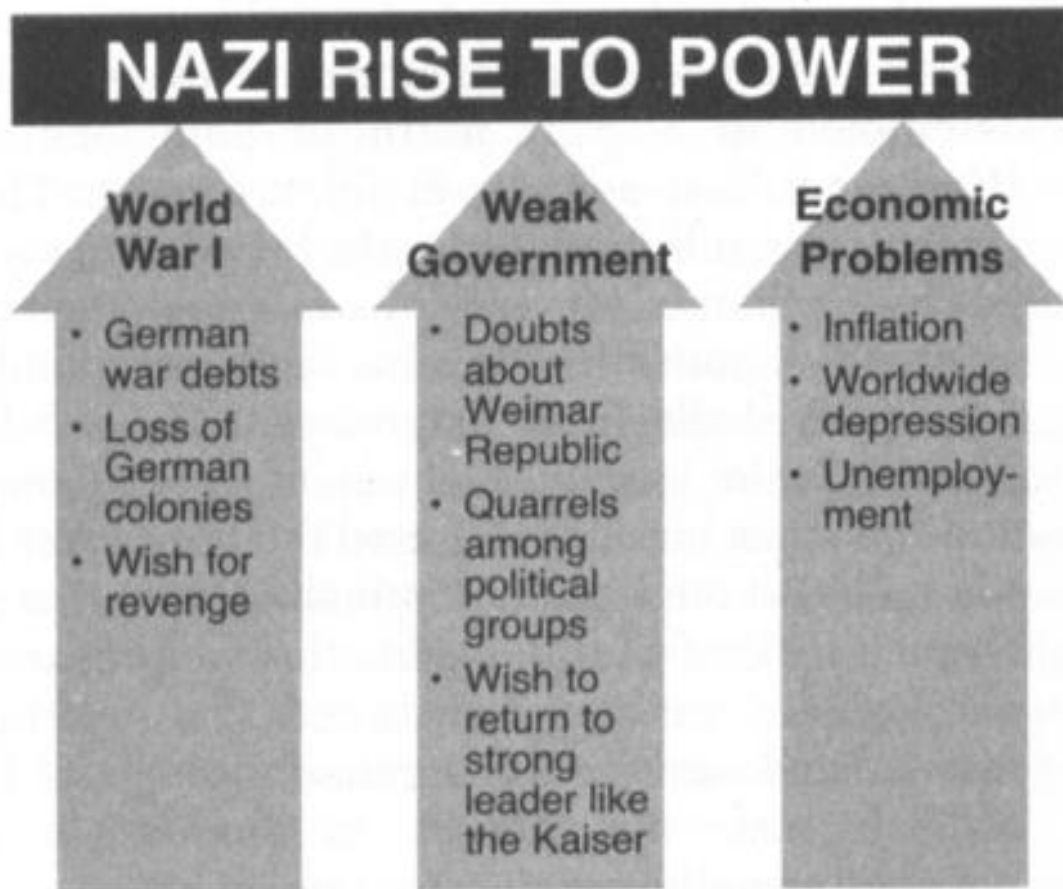 NAZI RISE TO POWER
World
War I
• German
war debts
• Loss of
German
colonies
• Wish for
revenge
Weak
Government
• Doubts
about
Weimar
Republic
• Quarrels
among
political
groups
• Wish to
return to
strong
leader like
the Kaiser
Economic
Problems
• Inflation
• Worldwide
depression
• Unemploy-
ment